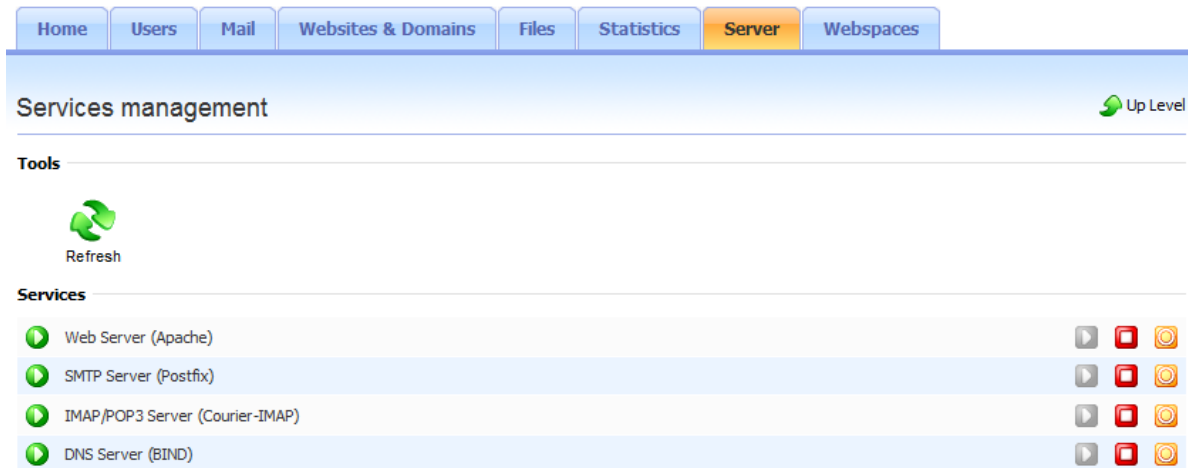 Home Users Mail Websites & Domains Files Statistics Server Webspaces
Services management
Up Level
Tools
Refresh
Services
Web Server (Apache)
SMTP Server (Postfix)
IMAP/POP3 Server (Courier-IMAP)
DNS Server (BIND)